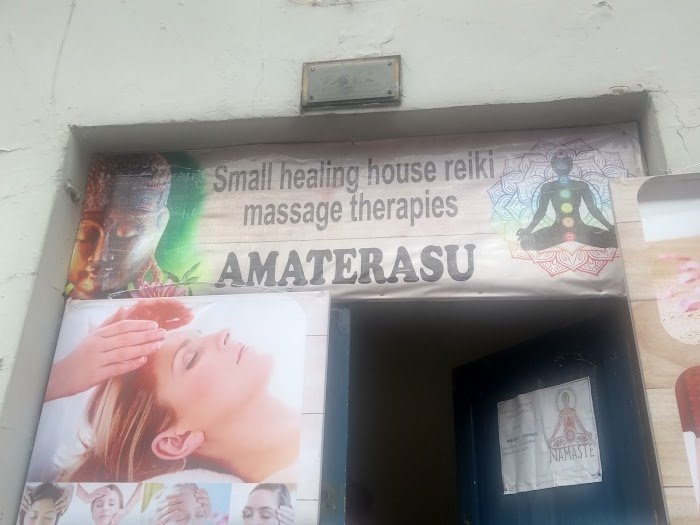 Small healing house reiki
massage therapies
AMATERASU
NAMASTE